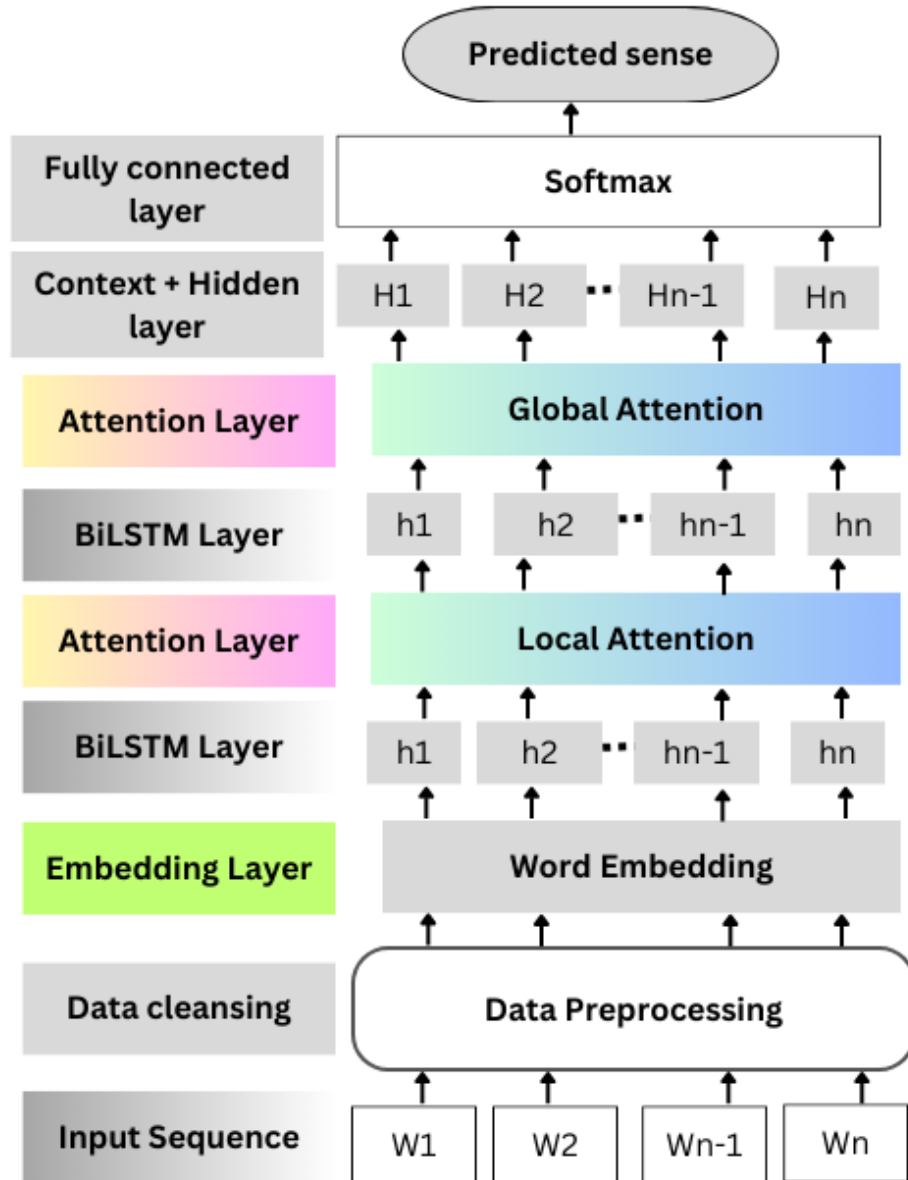 Predicted sense
Fully connected
layer
Softmax
Context + Hidden
layer
H1 H2 Hn-1 Hn
Attention Layer
Global Attention
BiLSTM Layer
h1 h2 hn-1 hn
Attention Layer
Local Attention
BiLSTM Layer
h1 h2 hn-1 hn
Embedding Layer
Word Embedding
Data cleansing
Data Preprocessing
Input Sequence
W1 W2 Wn-1 Wn